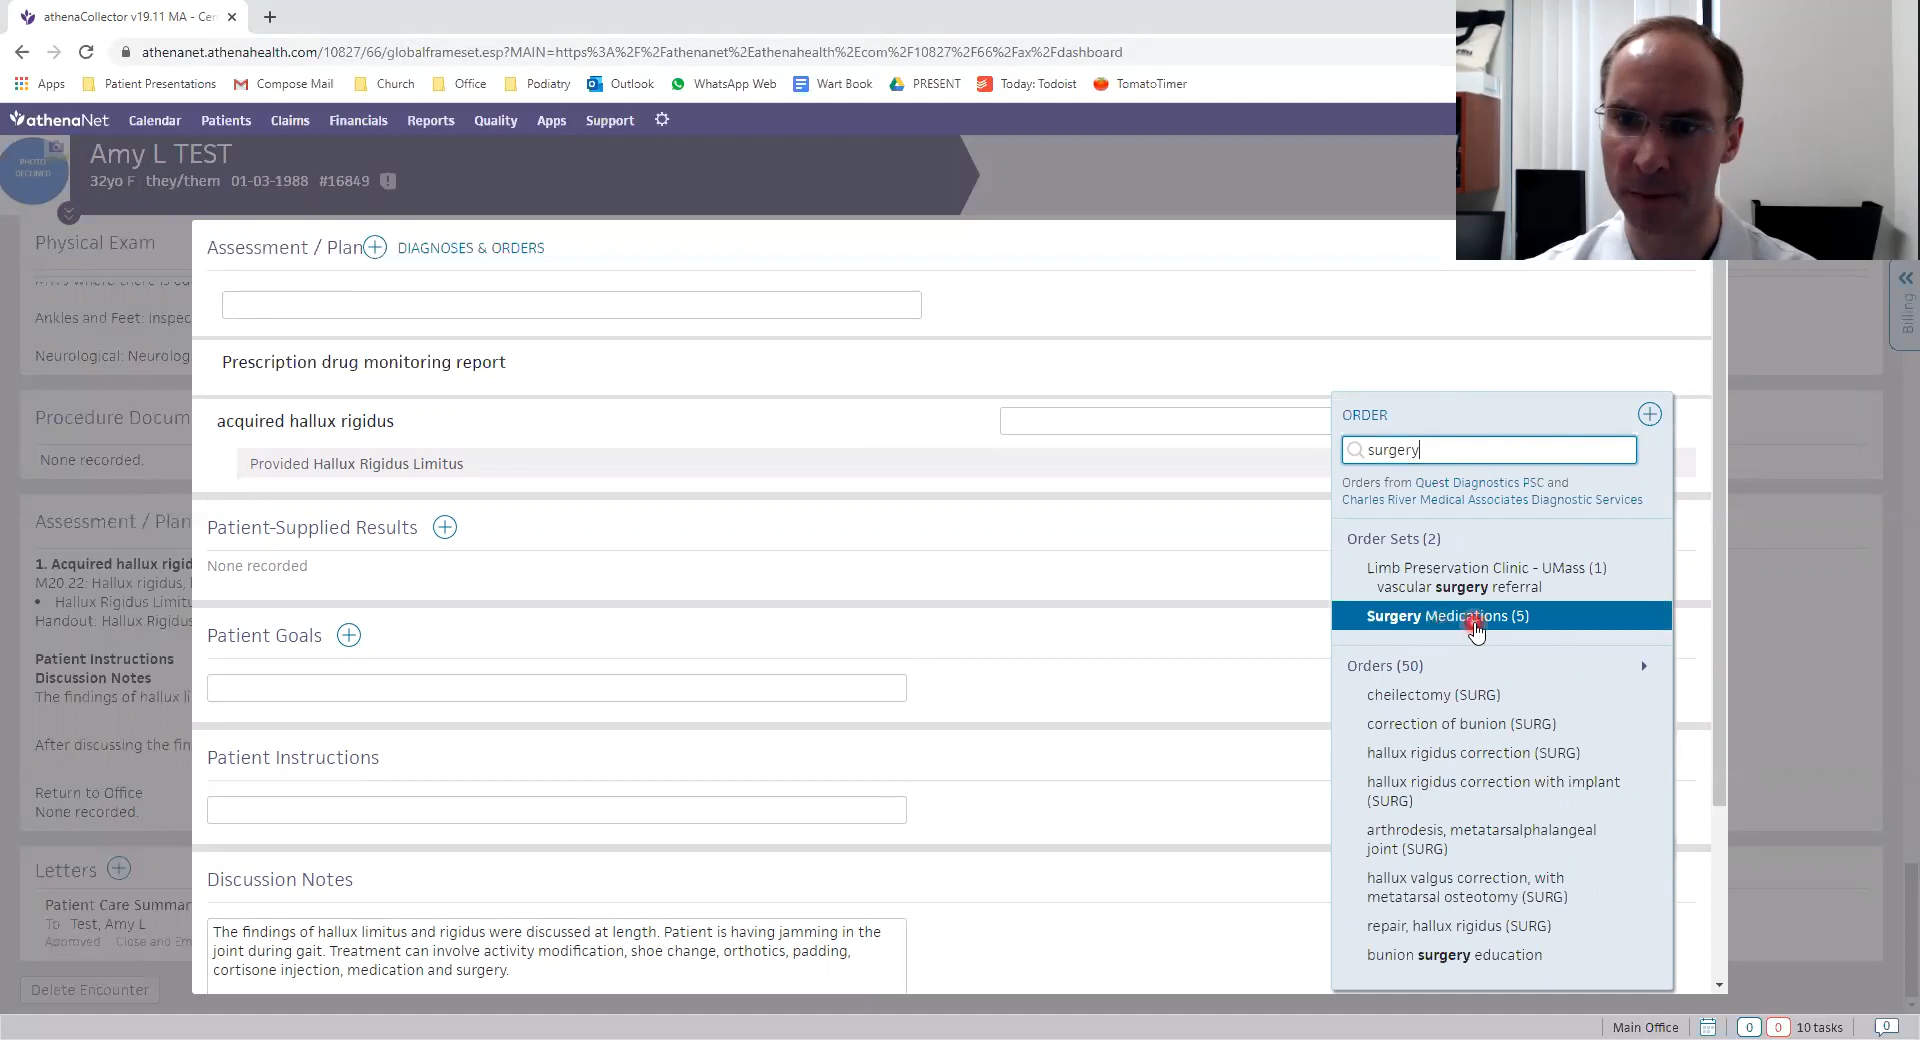 athenaCollector v19.11 MA - Cen
athenanet.athenahealth.com/10827/66/globalframeset.esp?MAIN=https%3A%2F%2Fathenanet%2Eathenahealth%2Ecom%2F10827%2F66%2Fax%2Fdashboard
Apps Patient Presentations Compose Mail Church Office Podiatry Outlook WhatsApp Web Wart Book PRESENT Today: Todoist TomatoTimer
athenaNet Calendar Patients Claims Financials Reports Quality Apps Support
PHOTO DECLINED
Amy L TEST
32yo F they/them 01-03-1988 #16849
Physical Exam
Ankles and Feet: Inspec
Neurological: Neurolog
Procedure Docum
None recorded.
Assessment / Plan
1. Acquired hallux rigid
M20.22: Hallux rigidus,
• Hallux Rigidus Limitu
Handout: Hallux Rigidus
Patient Instructions
Discussion Notes
The findings of hallux li
After discussing the fin
Return to Office
None recorded.
Letters
Patient Care Summar
To Test, Amy L
Approved Close and Em
Delete Encounter
Assessment / Plan DIAGNOSES & ORDERS
Prescription drug monitoring report
acquired hallux rigidus
Provided Hallux Rigidus Limitus
Patient-Supplied Results
None recorded
Patient Goals
Patient Instructions
Discussion Notes
The findings of hallux limitus and rigidus were discussed at length. Patient is having jamming in the
joint during gait. Treatment can involve activity modification, shoe change, orthotics, padding,
cortisone injection, medication and surgery.
ORDER
surgery
Orders from Quest Diagnostics PSC and
Charles River Medical Associates Diagnostic Services
Order Sets (2)
Limb Preservation Clinic - UMass (1)
vascular surgery referral
Surgery Medications (5)
Orders (50)
cheilectomy (SURG)
correction of bunion (SURG)
hallux rigidus correction (SURG)
hallux rigidus correction with implant
(SURG)
arthrodesis, metatarsalphalangeal
joint (SURG)
hallux valgus correction, with
metatarsal osteotomy (SURG)
repair, hallux rigidus (SURG)
bunion surgery education
Billing
Main Office 0 0 10 tasks 0